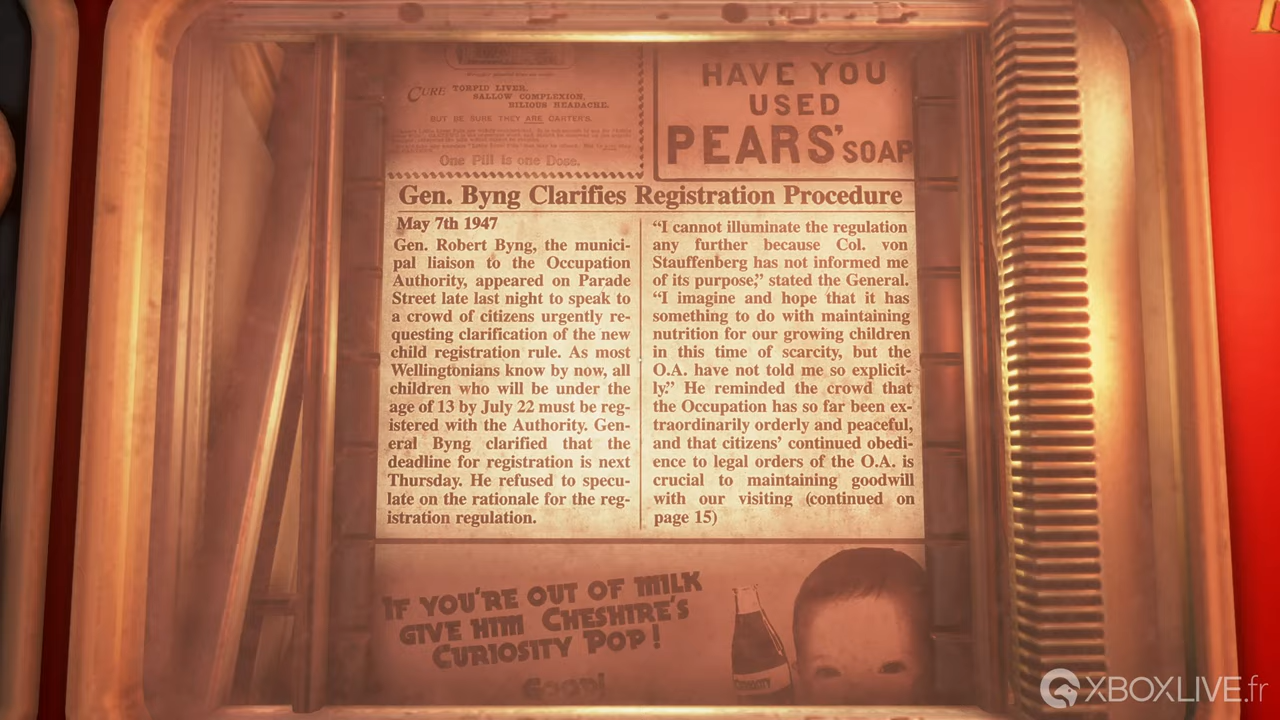 CURE TORPID LIVER,
SALLOW COMPLEXION,
BILIOUS HEADACHE.
BUT BE SURE THEY ARE CARTER'S.
One Pill is one Dose.
HAVE YOU
USED
PEARS' SOAP
Gen. Byng Clarifies Registration Procedure
May 7th 1947
Gen. Robert Byng, the munici-
pal liaison to the Occupation
Authority, appeared on Parade
Street late last night to speak to
a crowd of citizens urgently re-
questing clarification of the new
child registration rule. As most
Wellingtonians know by now, all
children who will be under the
age of 13 by July 22 must be reg-
istered with the Authority. Gen-
eral Byng clarified that the
deadline for registration is next
Thursday. He refused to specu-
late on the rationale for the reg-
istration regulation.
“I cannot illuminate the regulation
any further because Col. von
Stauffenberg has not informed me
of its purpose,” stated the General.
“I imagine and hope that it has
something to do with maintaining
nutrition for our growing children
in this time of scarcity, but the
O.A. have not told me so explicit-
ly.” He reminded the crowd that
the Occupation has so far been ex-
traordinarily orderly and peaceful,
and that citizens’ continued obedi-
ence to legal orders of the O.A. is
crucial to maintaining goodwill
with our visiting (continued on
page 15)
IF YOU'RE OUT OF MILK
GIVE HIM CHESHIRE'S
CURIOSITY POP!
GOOD!
XBOXLIVE.fr